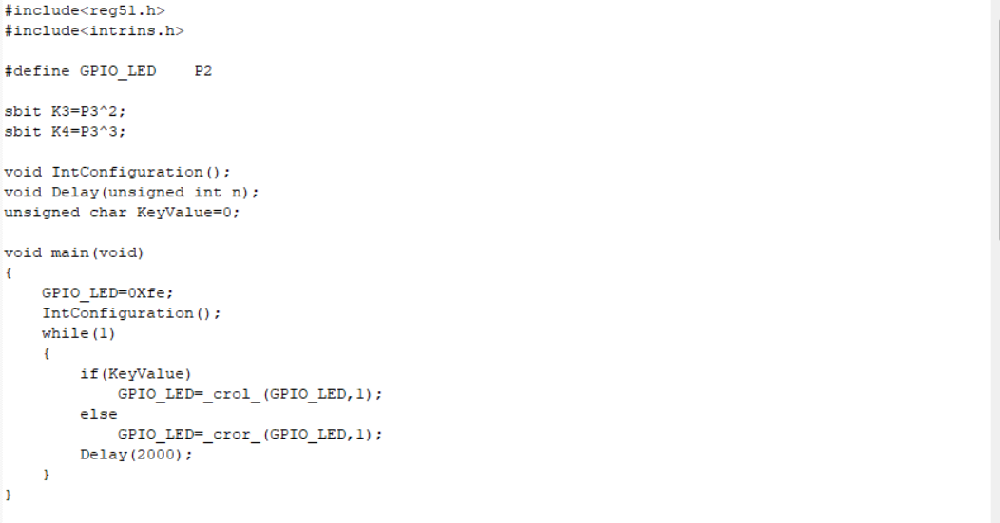 #include<reg51.h>
#include<intrins.h>
#define GPIO_LED    P2
sbit K3=P3^2;
sbit K4=P3^3;
void IntConfiguration();
void Delay(unsigned int n);
unsigned char KeyValue=0;
void main(void)
{
    GPIO_LED=0Xfe;
    IntConfiguration();
    while(1)
    {
        if(KeyValue)
            GPIO_LED=_crol_(GPIO_LED,1);
        else
            GPIO_LED=_cror_(GPIO_LED,1);
        Delay(2000);
    }
}